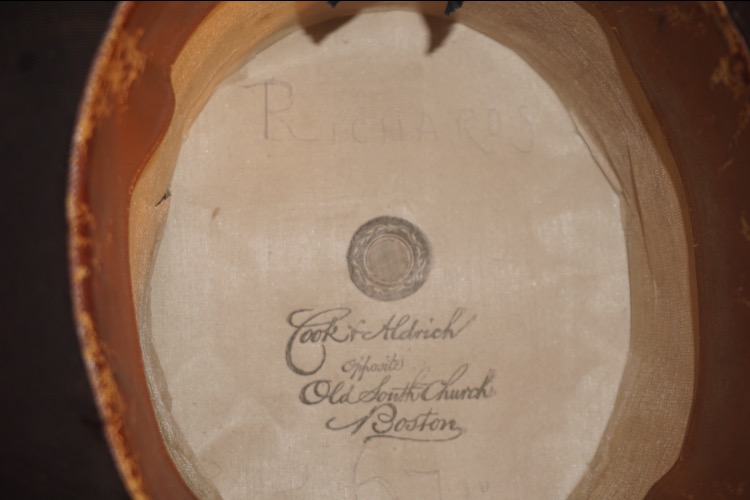 RICHARDS
Cook & Aldrich
opposite
Old South Church
Boston